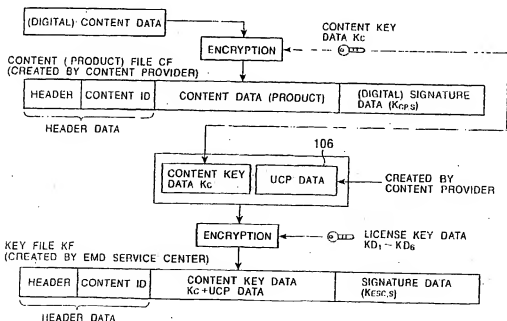 (DIGITAL) CONTENT DATA
CONTENT KEY
DATA Kc
ENCRYPTION
CONTENT (PRODUCT) FILE CF
(CREATED BY CONTENT PROVIDER)
HEADER
CONTENT ID
CONTENT DATA (PRODUCT)
(DIGITAL) SIGNATURE
DATA (KCP,S)
HEADER DATA
106
CONTENT KEY
DATA Kc
UCP DATA
CREATED BY
CONTENT PROVIDER
ENCRYPTION
LICENSE KEY DATA
KD1 ~ KD6
KEY FILE KF
(CREATED BY EMD SERVICE CENTER)
HEADER
CONTENT ID
CONTENT KEY DATA
Kc+UCP DATA
SIGNATURE DATA
(KESC,S)
HEADER DATA